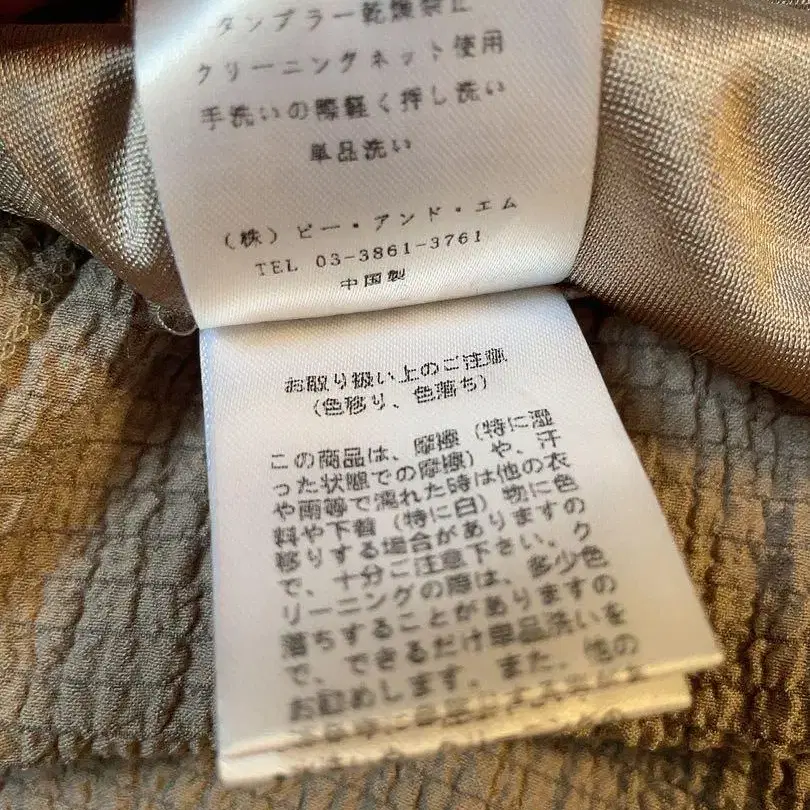 タンブラー乾燥禁止
クリーニングネット使用
手洗いの際軽く押し洗い
単品洗い
(株)ビー・アンド・エム
TEL 03-3861-3761
中国製
お取り扱い上のご注意
(色移り、色落ち)
この商品は、摩擦(特に湿
った状態での摩擦)や、汗
や雨等で濡れた時は他の衣
料や下着(特に白)物に色
移りする場合がありますの
で、十分ご注意下さい。ク
リーニングの際は、多少色
落ちすることがありますの
で、できるだけ単品洗いを
お勧めします。また、他の